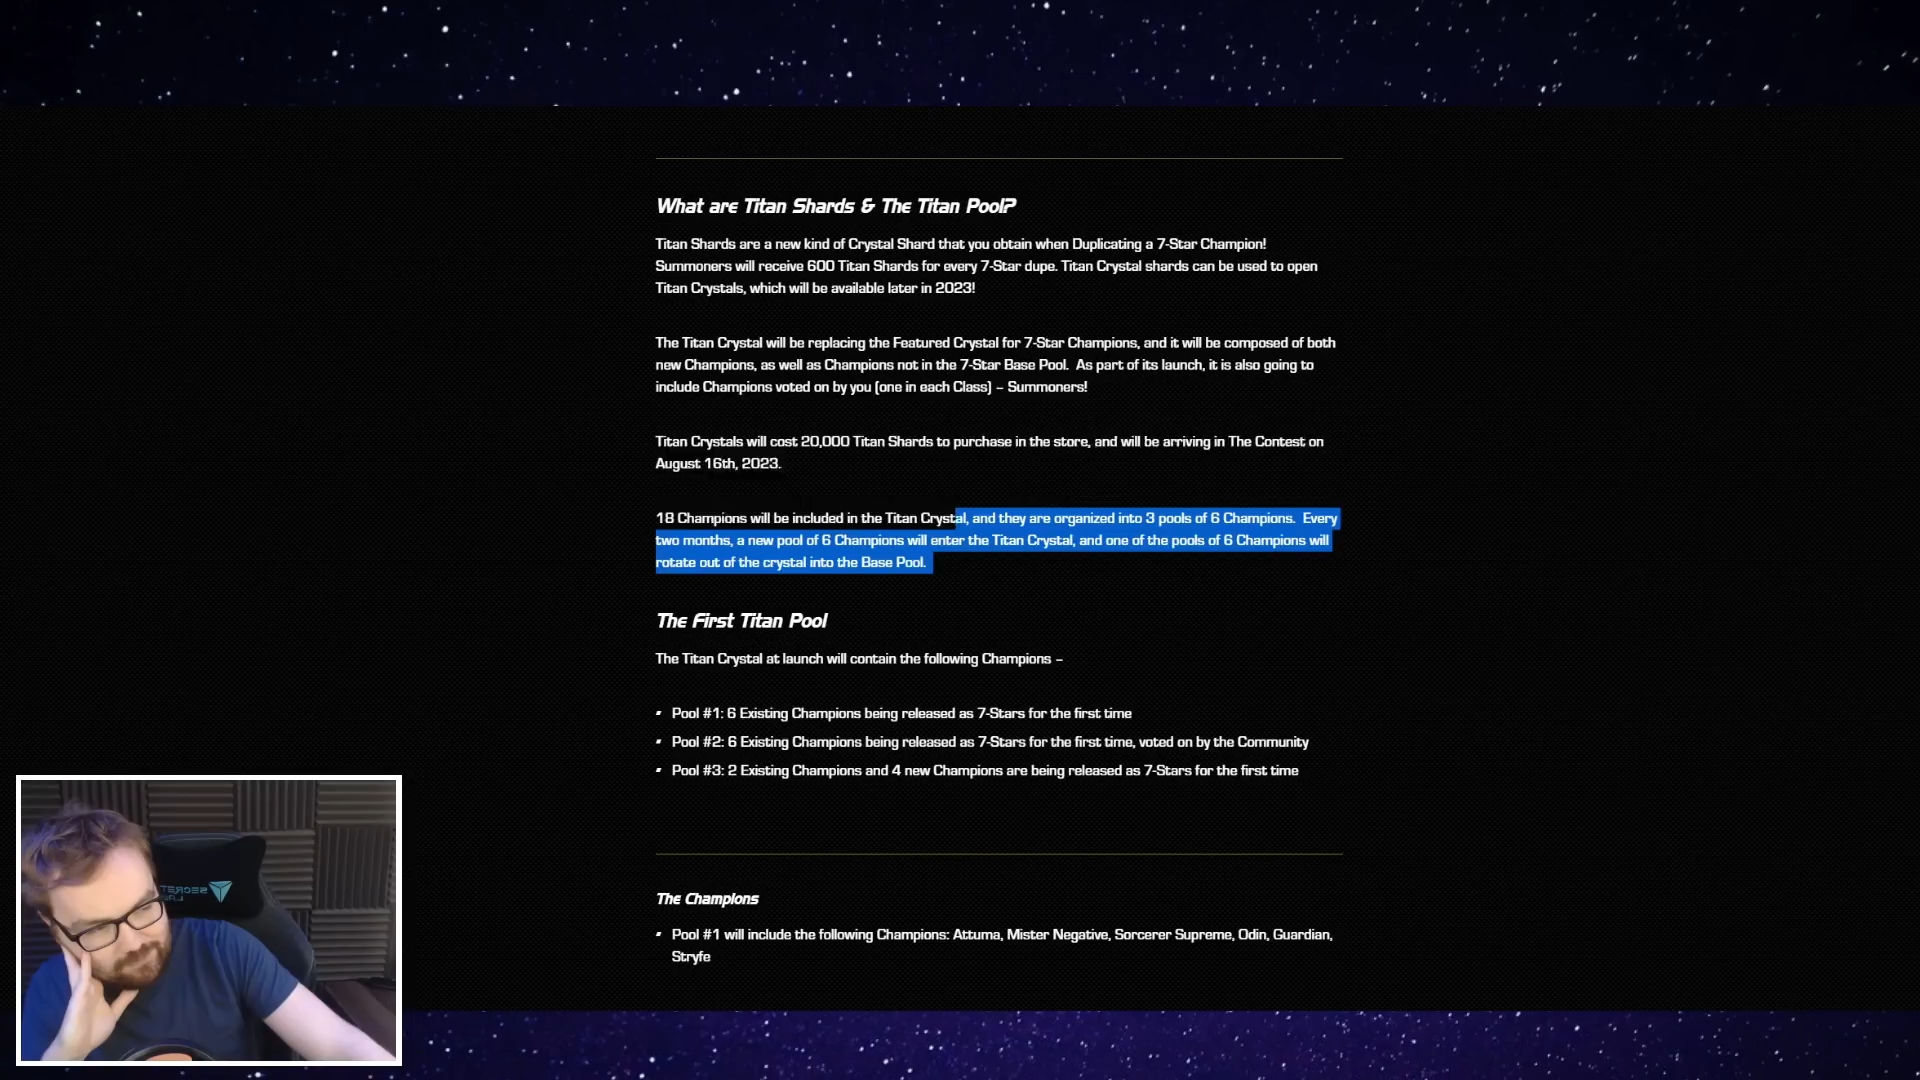 What are Titan Shards & The Titan Pool?
Titan Shards are a new kind of Crystal Shard that you obtain when Duplicating a 7-Star Champion!
Summoners will receive 600 Titan Shards for every 7-Star dupe. Titan Crystal shards can be used to open
Titan Crystals, which will be available later in 2023!
The Titan Crystal will be replacing the Featured Crystal for 7-Star Champions, and it will be composed of both
new Champions, as well as Champions not in the 7-Star Base Pool.  As part of its launch, it is also going to
include Champions voted on by you (one in each Class) – Summoners!
Titan Crystals will cost 20,000 Titan Shards to purchase in the store, and will be arriving in The Contest on
August 16th, 2023.
18 Champions will be included in the Titan Crystal, and they are organized into 3 pools of 6 Champions.  Every
two months, a new pool of 6 Champions will enter the Titan Crystal, and one of the pools of 6 Champions will
rotate out of the crystal into the Base Pool.
The First Titan Pool
The Titan Crystal at launch will contain the following Champions –
Pool #1: 6 Existing Champions being released as 7-Stars for the first time
Pool #2: 6 Existing Champions being released as 7-Stars for the first time, voted on by the Community
Pool #3: 2 Existing Champions and 4 new Champions are being released as 7-Stars for the first time
The Champions
Pool #1 will include the following Champions: Attuma, Mister Negative, Sorcerer Supreme, Odin, Guardian,
Stryfe
SECRET
LAB